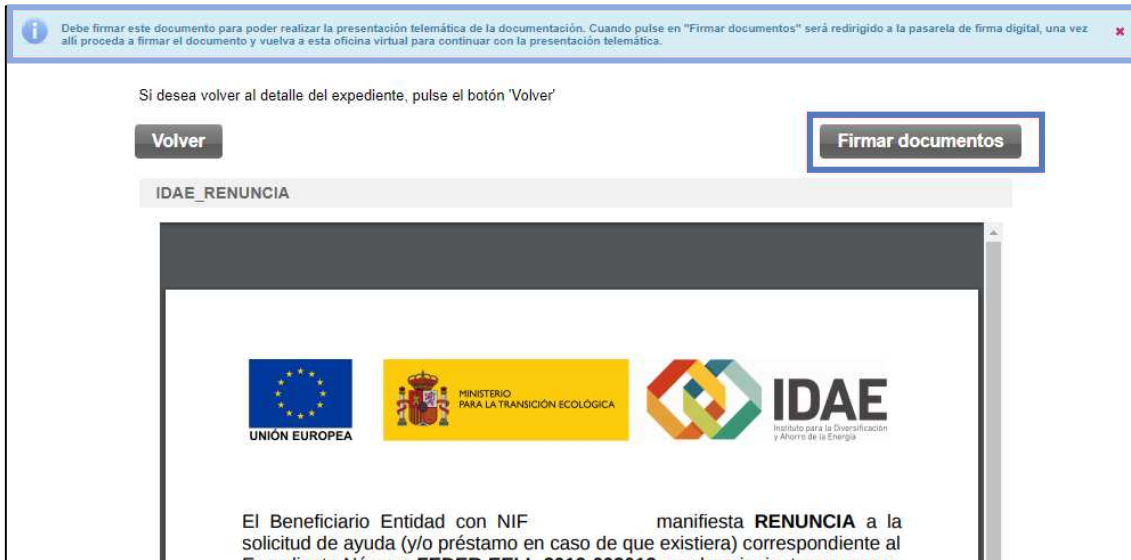 Debe firmar este documento para poder realizar la presentación telemática de la documentación. Cuando pulse en "Firmar documentos" será redirigido a la pasarela de firma digital, una vez
allí proceda a firmar el documento y vuelva a esta oficina virtual para continuar con la presentación telemática.
Si desea volver al detalle del expediente, pulse el botón 'Volver'
Volver
Firmar documentos
IDAE_RENUNCIA
UNIÓN EUROPEA
MINISTERIO
PARA LA TRANSICIÓN ECOLÓGICA
IDAE
Instituto para la Diversificación
y Ahorro de la Energía
El Beneficiario Entidad con NIF manifiesta RENUNCIA a la
solicitud de ayuda (y/o préstamo en caso de que existiera) correspondiente al